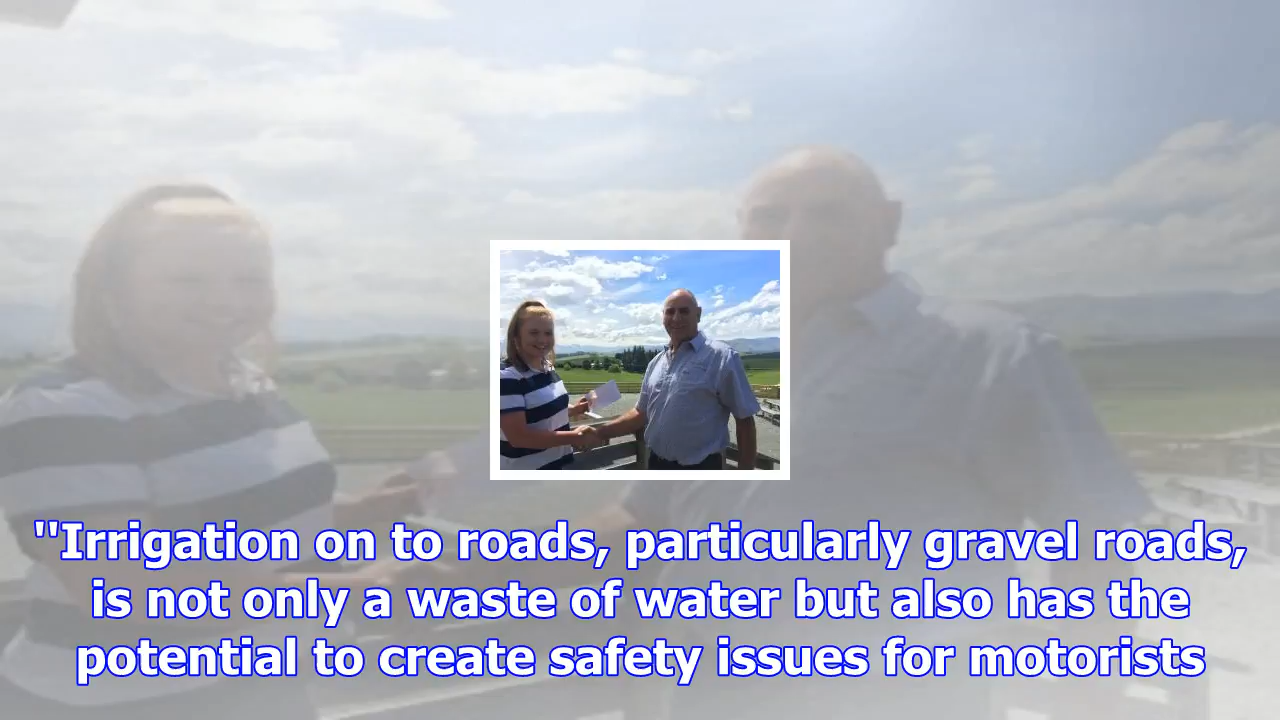 "Irrigation on to roads, particularly gravel roads,
is not only a waste of water but also has the
potential to create safety issues for motorists